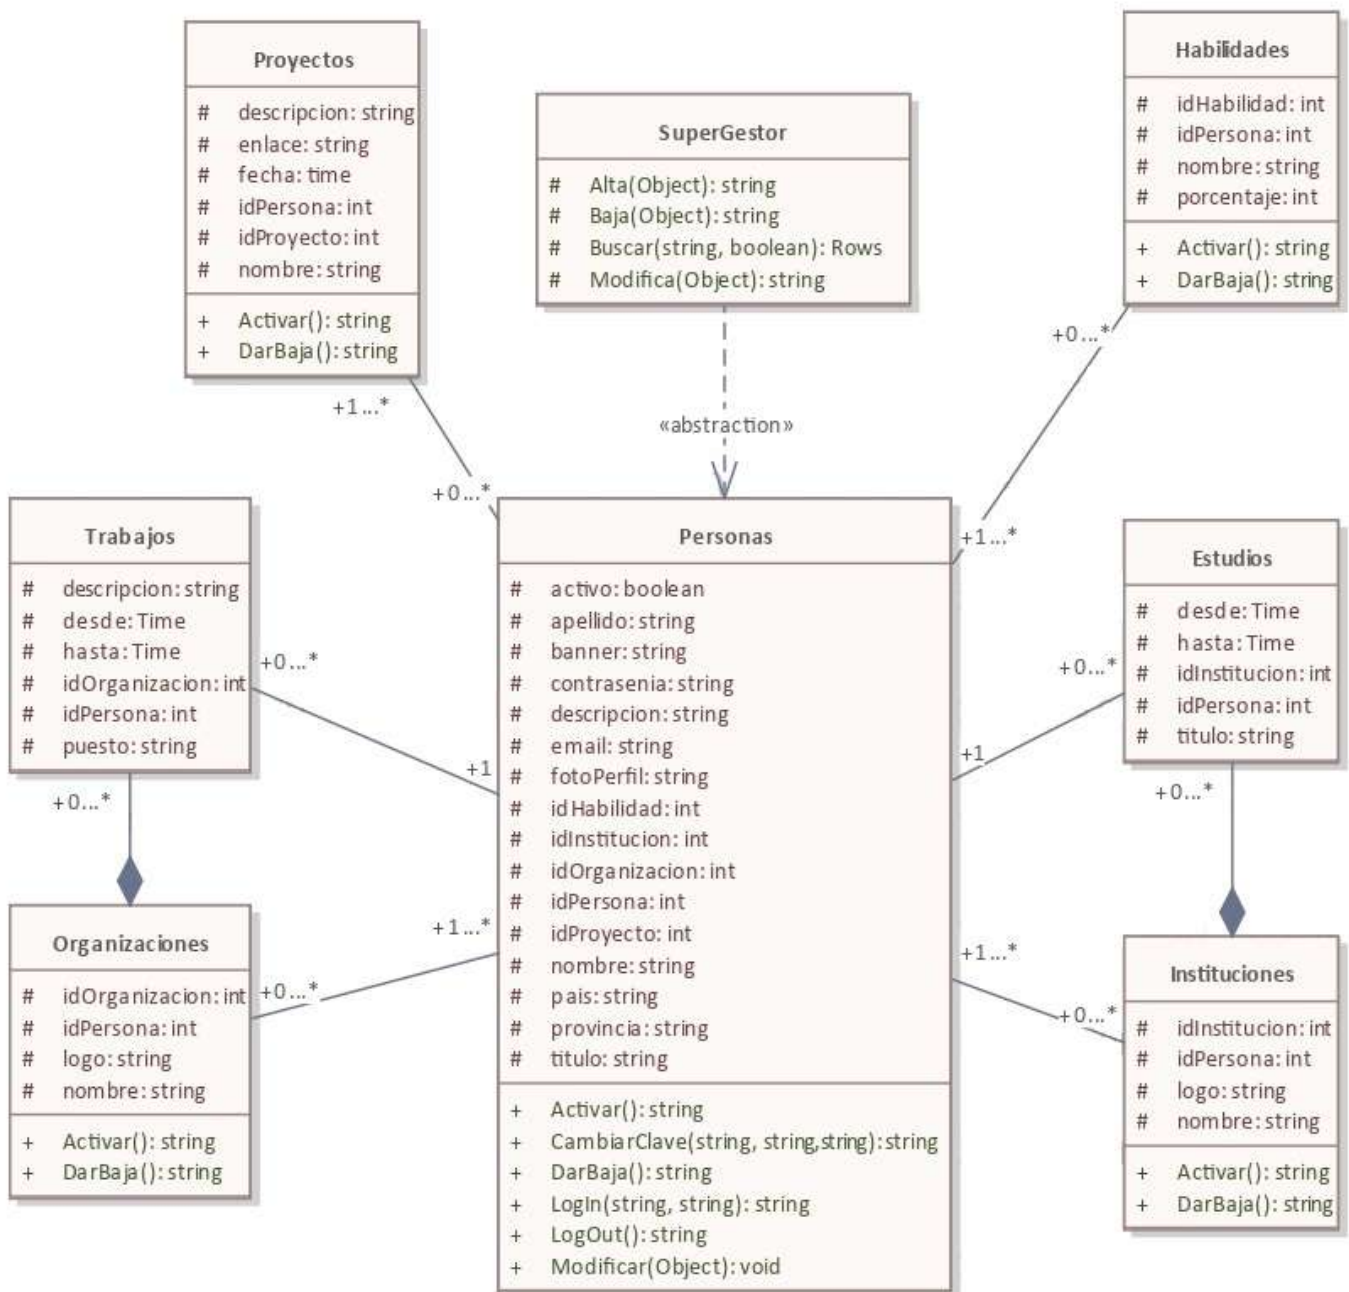 Proyectos
# descripcion: string
# enlace: string
# fecha: time
# idPersona: int
# idProyecto: int
# nombre: string
+ Activar(): string
+ DarBaja(): string
SuperGestor
# Alta(Object): string
# Baja(Object): string
# Buscar(string, boolean): Rows
# Modifica(Object): string
Habilidades
# idHabilidad: int
# idPersona: int
# nombre: string
# porcentaje: int
+ Activar(): string
+ DarBaja(): string
+1...*
+0...*
«abstraction»
+0...*
+1...*
Trabajos
# descripcion: string
# desde: Time
# hasta: Time
# idOrganizacion: int
# idPersona: int
# puesto: string
+0...*
+1
+0...*
Personas
# activo: boolean
# apellido: string
# banner: string
# contrasenia: string
# descripcion: string
# email: string
# fotoPerfil: string
# idHabilidad: int
# idInstitucion: int
# idOrganizacion: int
# idPersona: int
# idProyecto: int
# nombre: string
# pais: string
# provincia: string
# titulo: string
+ Activar(): string
+ CambiarClave(string, string,string): string
+ DarBaja(): string
+ LogIn(string, string): string
+ LogOut(): string
+ Modificar(Object): void
Estudios
# desde: Time
# hasta: Time
# idInstitucion: int
# idPersona: int
# titulo: string
+0...*
+1
+0...*
Organizaciones
# idOrganizacion: int
# idPersona: int
# logo: string
# nombre: string
+ Activar(): string
+ DarBaja(): string
+1...*
+0...*
Instituciones
# idInstitucion: int
# idPersona: int
# logo: string
# nombre: string
+ Activar(): string
+ DarBaja(): string
+1...*
+0...*